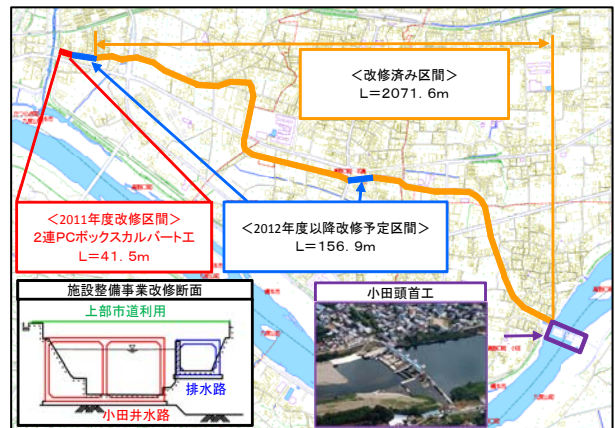 <改修済み区間>
L=2071.6m
<2011年度改修区間>
2連PCボックスカルバート工
L=41.5m
<2012年度以降改修予定区間>
L=156.9m
施設整備事業改修断面
上部市道利用
排水路
小田井水路
小田頭首工